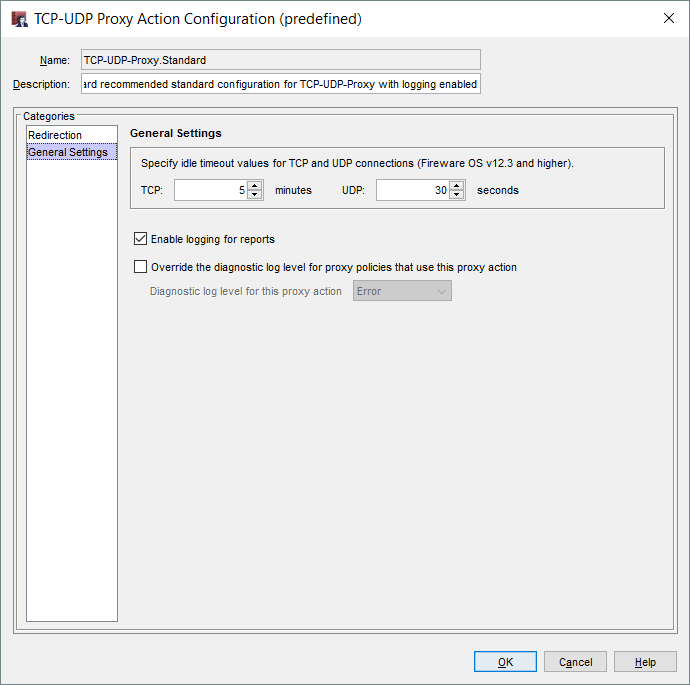 TCP-UDP Proxy Action Configuration (predefined)
Name: TCP-UDP-Proxy.Standard
Description: recommended standard configuration for TCP-UDP-Proxy with logging enabled
Categories
Redirection
General Settings
General Settings
Specify idle timeout values for TCP and UDP connections (Fireware OS v12.3 and higher).
TCP: 5 minutes UDP: 30 seconds
Enable logging for reports
Override the diagnostic log level for proxy policies that use this proxy action
Diagnostic log level for this proxy action Error
OK Cancel Help